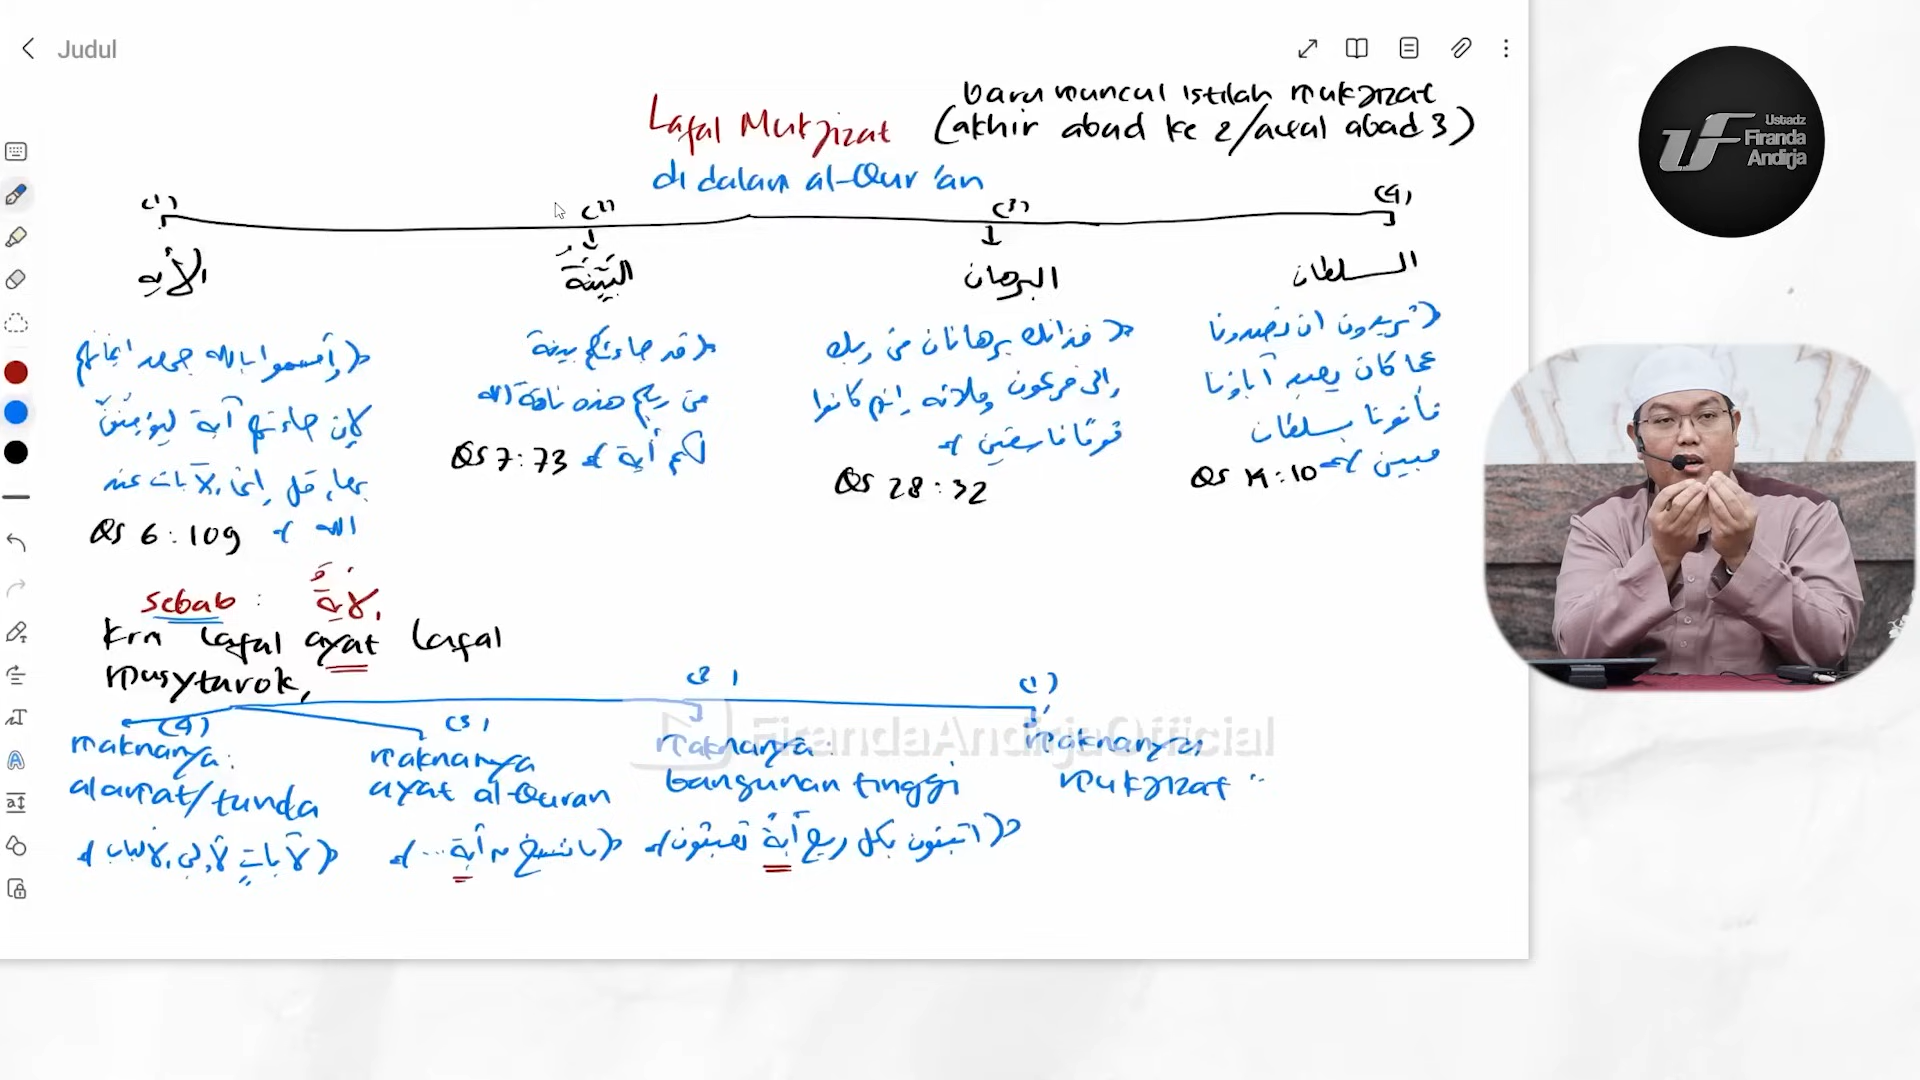 Judul
baru muncul istilah mukjizat
Lafal Mukjizat (akhir abad ke 2/awal abad 3)
di dalam al-Qur'an
(1) (2) (3) (4)
الآية
البَيِّنَةُ
البرهان
السلطان
﴿وأقسموا بالله جهد أيمانهم
لإن جاءتهم آية ليؤمننّ
بها، قل إنما الآيات عند
الله﴾
QS 6:109
﴿قد جاءتكم بينة
من ربكم هذه ناقة الله
لكم آية﴾
QS 7:73
﴿فذانك برهانان من ربك
إلى فرعون وملائه إنهم كانوا
قومًا فاسقين﴾
QS 28:32
﴿تريدون أن تصدونا
عما كان يعبد آباؤنا
فأتونا بسلطان
مبين﴾
QS 14:10
Sebab : الآية
Krn lafal ayat lafal
musytarok,
(4) (3) (2) (1)
maknanya:
alamat/tanda
﴿لآيات لأولي الألباب﴾
maknanya
ayat al-Quran
﴿ما ننسخ من آية ...﴾
maknanya:
bangunan tinggi
﴿أتبنون بكل ريع آية تعبثون﴾
maknanya
mukjizat
FirandaAndirjaOfficial
UF
Ustadz
Firanda
Andirja